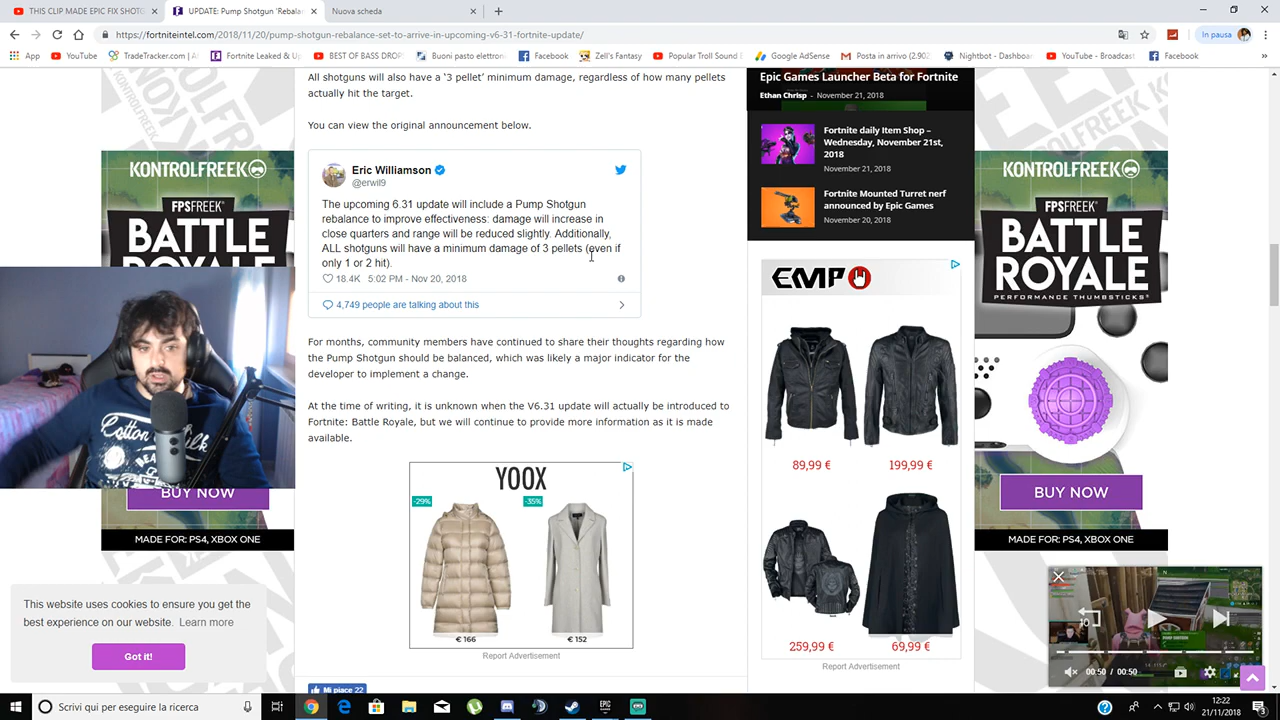 THIS CLIP MADE EPIC FIX SHOTG
UPDATE: Pump Shotgun 'Rebala
Nuova scheda
https://fortniteintel.com/2018/11/20/pump-shotgun-rebalance-set-to-arrive-in-upcoming-v6-31-fortnite-update/
In pausa
App
YouTube
TradeTracker.com | A
Fortnite Leaked & U
BEST OF BASS DROPS
Buoni pasto elettron
Facebook
Zell's Fantasy
Popular Troll Sound E
Google AdSense
Posta in arrivo (2.902
Nightbot - Dashboa
YouTube - Broadcast
Facebook
All shotguns will also have a '3 pellet' minimum damage, regardless of how many pellets
actually hit the target.
You can view the original announcement below.
Eric Williamson
@erwil9
The upcoming 6.31 update will include a Pump Shotgun
rebalance to improve effectiveness: damage will increase in
close quarters and range will be reduced slightly. Additionally,
ALL shotguns will have a minimum damage of 3 pellets (even if
only 1 or 2 hit).
18.4K 5:02 PM - Nov 20, 2018
4,749 people are talking about this
For months, community members have continued to share their thoughts regarding how
the Pump Shotgun should be balanced, which was likely a major indicator for the
developer to implement a change.
At the time of writing, it is unknown when the V6.31 update will actually be introduced to
Fortnite: Battle Royale, but we will continue to provide more information as it is made
available.
YOOX
-29%
-35%
€ 166
€ 152
Report Advertisement
Mi piace 22
Epic Games Launcher Beta for Fortnite
Ethan Chrisp - November 21, 2018
Fortnite daily Item Shop –
Wednesday, November 21st,
2018
November 21, 2018
Fortnite Mounted Turret nerf
announced by Epic Games
November 20, 2018
EMP
89,99 €
199,99 €
259,99 €
69,99 €
Report Advertisement
KONTROLFREEK
FPSFREEK
BATTLE
BUY NOW
MADE FOR: PS4, XBOX ONE
KONTROLFREEK
FPSFREEK
BATTLE
ROYALE
PERFORMANCE THUMBSTICKS
BUY NOW
MADE FOR: PS4, XBOX ONE
This website uses cookies to ensure you get the
best experience on our website. Learn more
Got it!
10
00:50 / 00:50
Scrivi qui per eseguire la ricerca
EPIC
12:22
21/11/2018
3